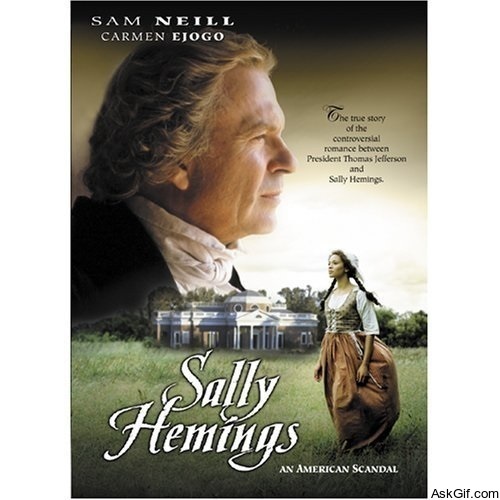 SAM NEILL
CARMEN EJOGO
The true story
of the
controversial
romance between
President Thomas Jefferson
and
Sally Hemings.
Sally
Hemings
AN AMERICAN SCANDAL
AskGif.com